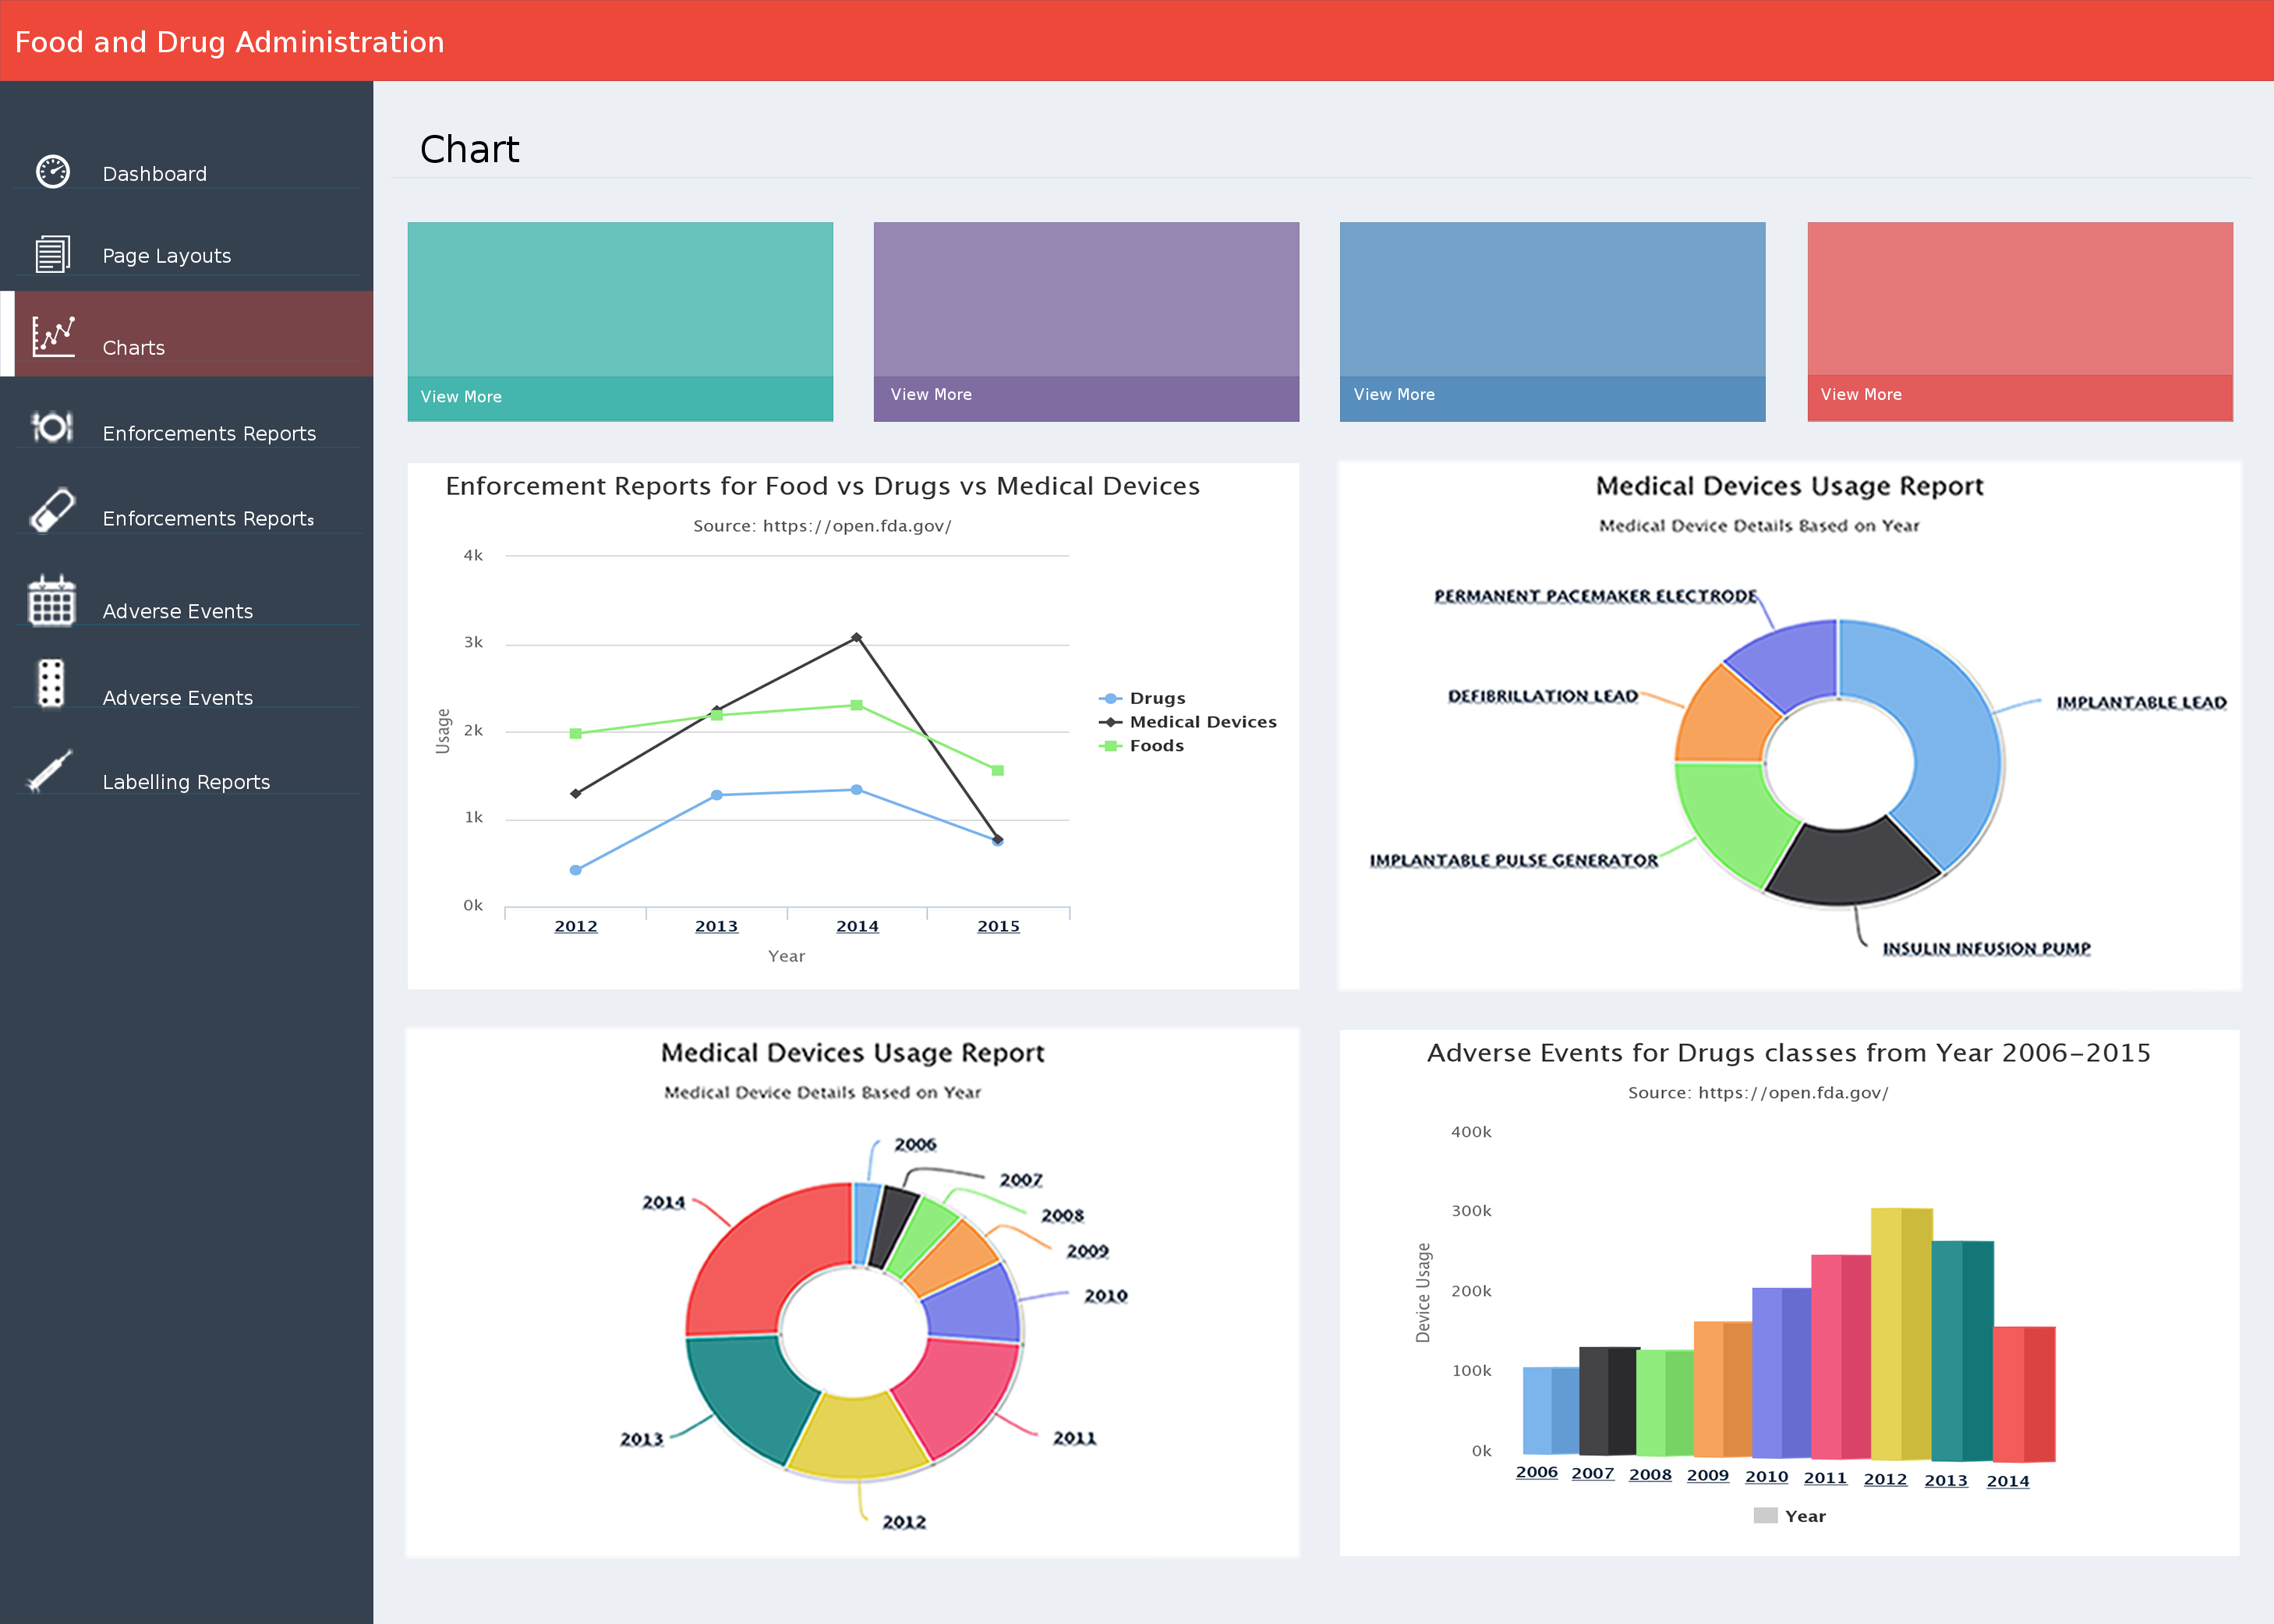 Food and Drug Administration
Dashboard
Page Layouts
Charts
Enforcements Reports
Enforcements Reports
Adverse Events
Adverse Events
Labelling Reports
Chart
View More
View More
View More
View More
Enforcement Reports for Food vs Drugs vs Medical Devices
Source: https://open.fda.gov/
4k
3k
2k
1k
0k
Usage
2012
2013
2014
2015
Year
Drugs
Medical Devices
Foods
Medical Devices Usage Report
Medical Device Details Based on Year
PERMANENT PACEMAKER ELECTRODE
DEFIBRILLATION LEAD
IMPLANTABLE LEAD
IMPLANTABLE PULSE GENERATOR
INSULIN INFUSION PUMP
Medical Devices Usage Report
Medical Device Details Based on Year
2006
2007
2008
2009
2010
2011
2012
2013
2014
Adverse Events for Drugs classes from Year 2006-2015
Source: https://open.fda.gov/
400k
300k
200k
100k
0k
Device Usage
2006
2007
2008
2009
2010
2011
2012
2013
2014
Year